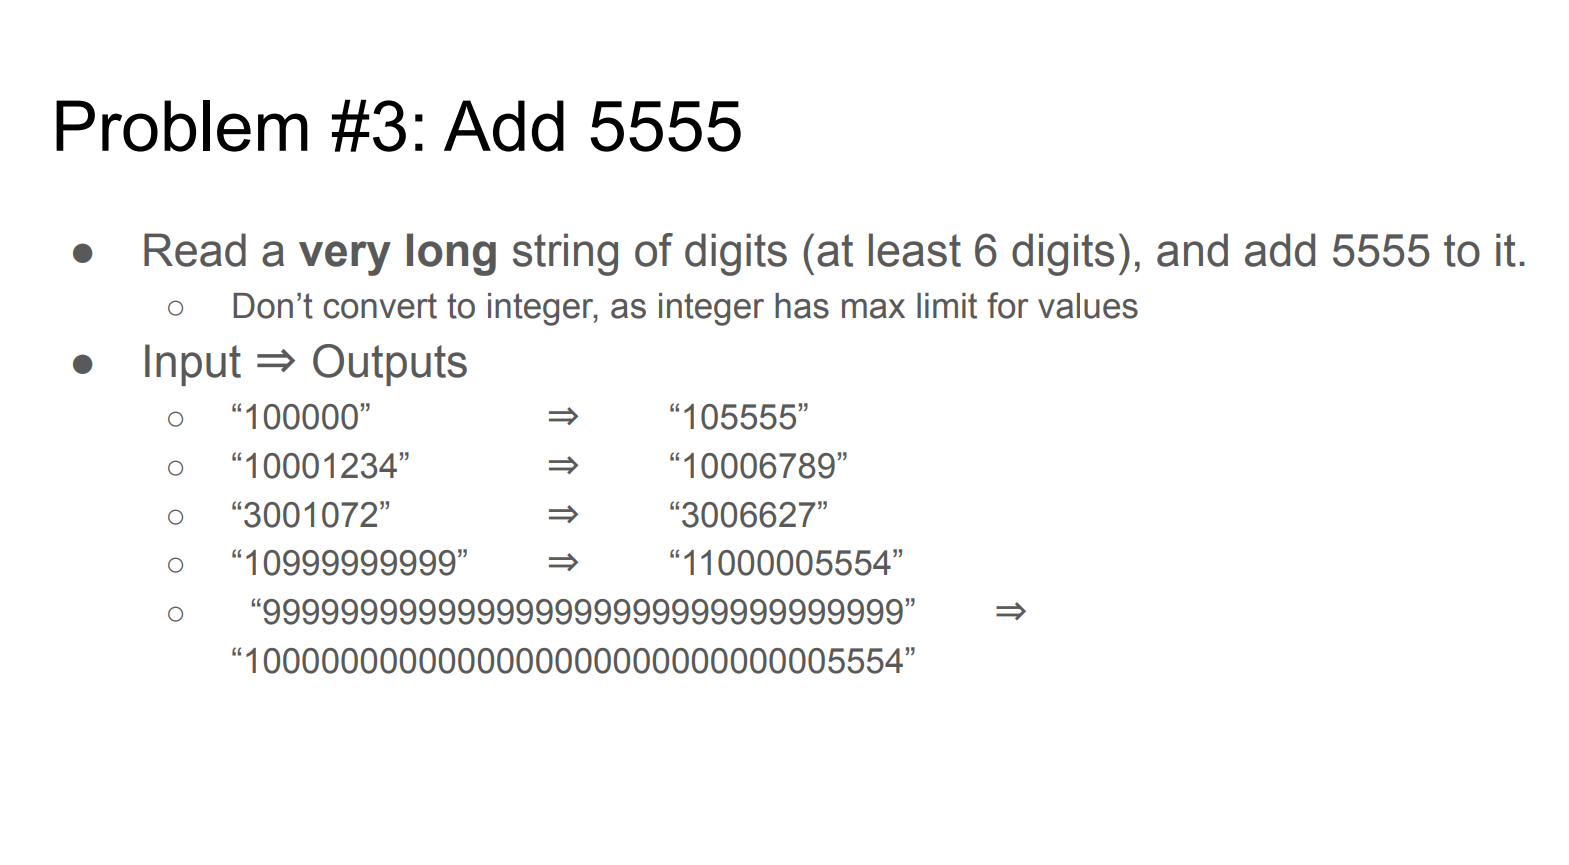 Problem #3: Add 5555
● Read a very long string of digits (at least 6 digits), and add 5555 to it.
○ Don’t convert to integer, as integer has max limit for values
● Input ⇒ Outputs
○ “100000” ⇒ “105555”
○ “10001234” ⇒ “10006789”
○ “3001072” ⇒ “3006627”
○ “10999999999” ⇒ “11000005554”
○ “999999999999999999999999999999999” ⇒
“1000000000000000000000000000005554”